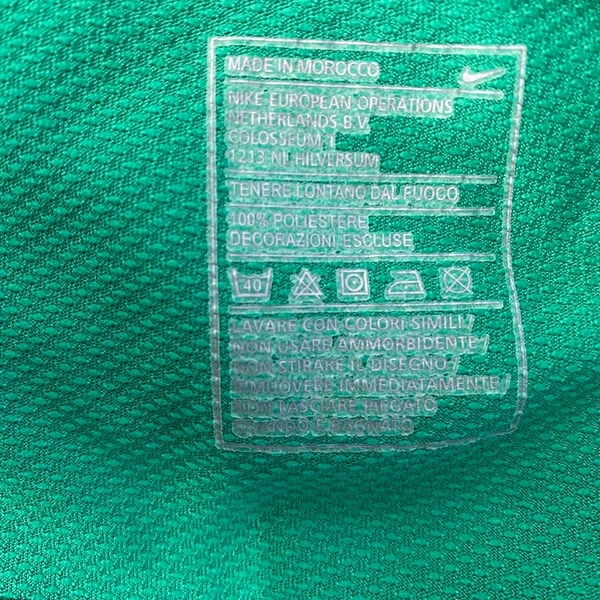 MADE IN MOROCCO
NIKE EUROPEAN OPERATIONS
NETHERLANDS B.V.
COLOSSEUM 1
1213 NL HILVERSUM
TENERE LONTANO DAL FUOCO
100% POLIESTERE
DECORAZIONI ESCLUSE
40
LAVARE CON COLORI SIMILI /
NON USARE AMMORBIDENTE /
NON STIRARE IL DISEGNO /
RIMUOVERE IMMEDIATAMENTE /
NON LASCIARE PIEGATO
QUANDO È BAGNATO